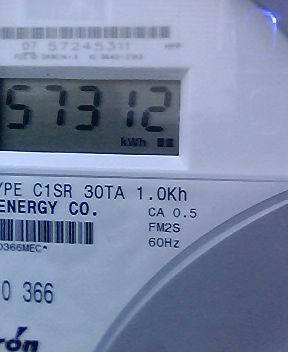 07 57245311
57312
kWh
YPE C1SR 30TA 1.0Kh
ENERGY CO.
CA 0.5
FM2S
60Hz
0366MEC*
0 366
rón